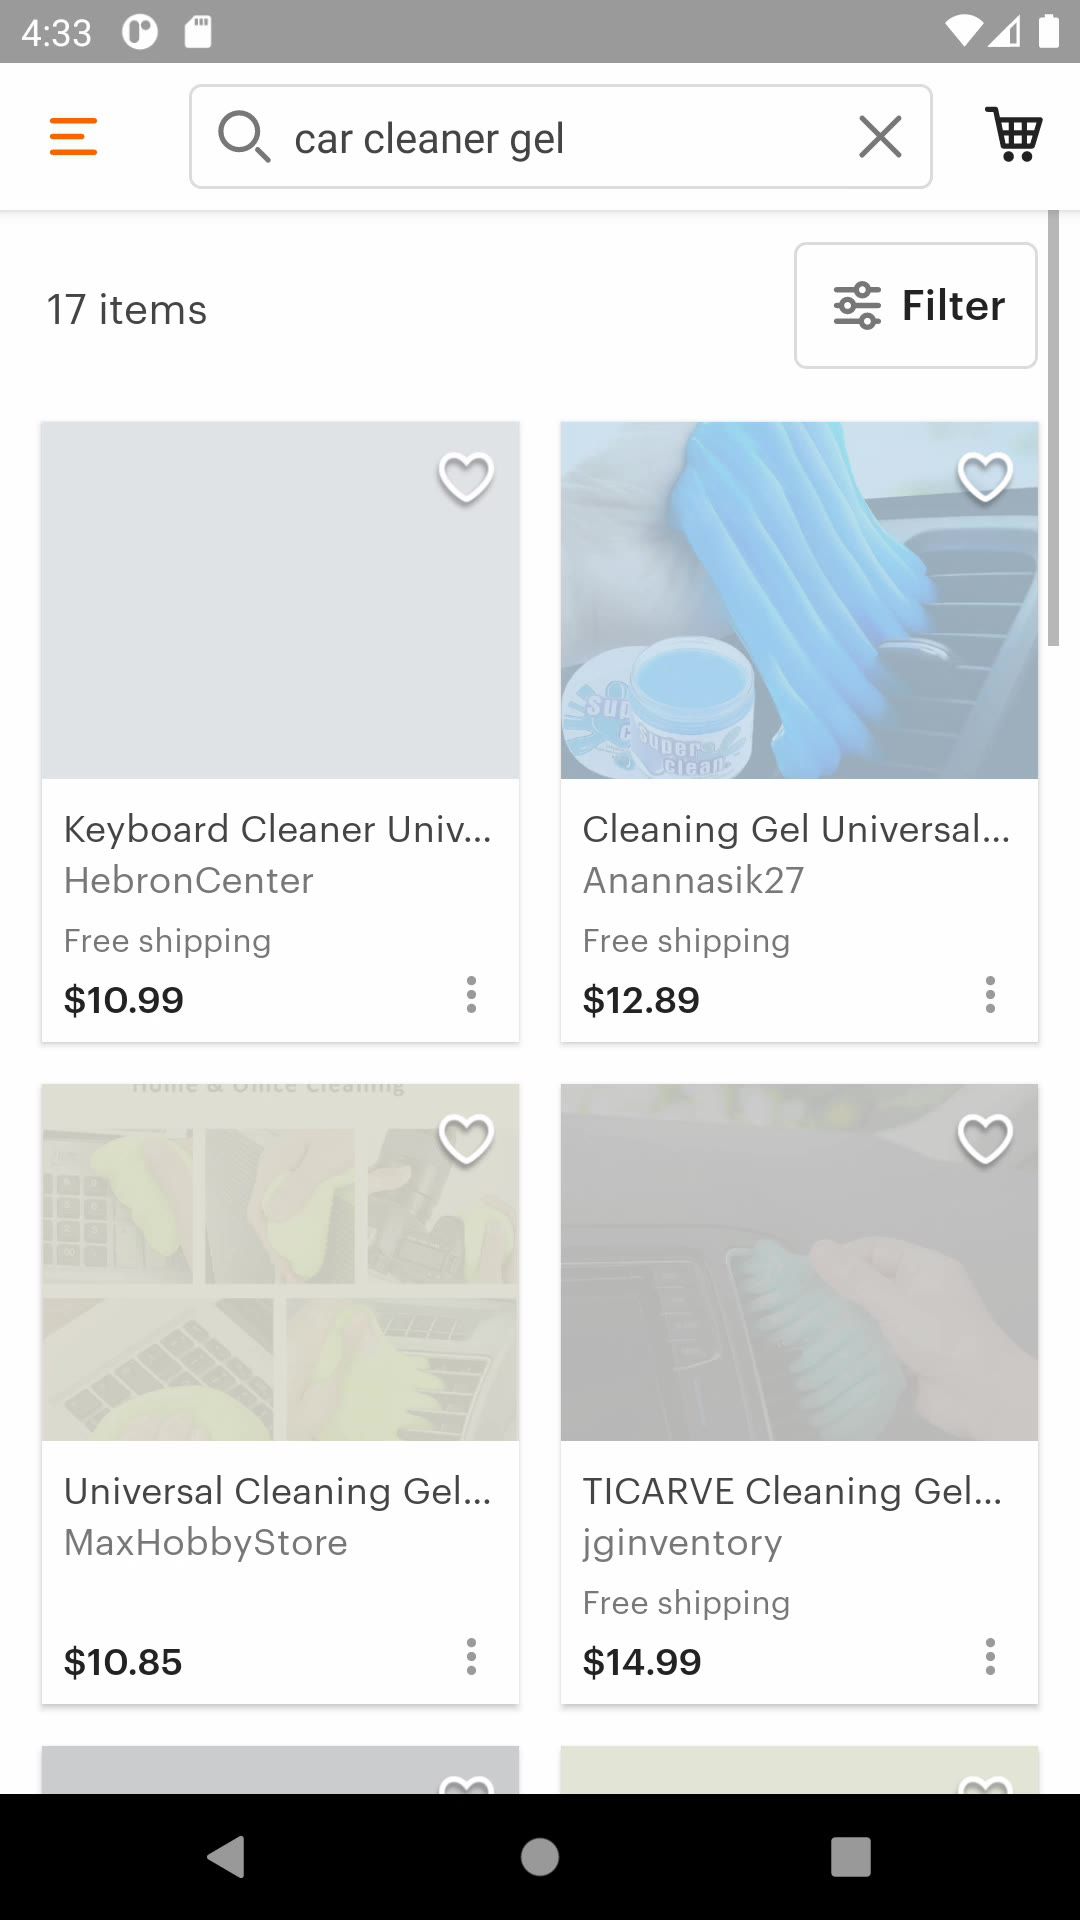 4:33
car cleaner gel
17 items
Filter
Super
clean
Keyboard Cleaner Univ...
HebronCenter
Free shipping
$10.99
Cleaning Gel Universal...
Anannasik27
Free shipping
$12.89
Home & Office Cleaning
Universal Cleaning Gel...
MaxHobbyStore
$10.85
TICARVE Cleaning Gel...
jginventory
Free shipping
$14.99